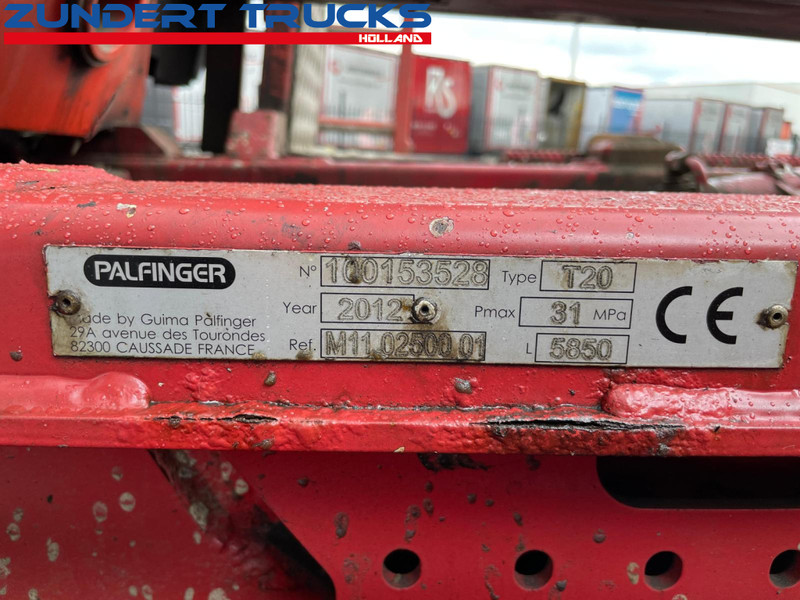 ZUNDERT TRUCKS
HOLLAND
RS
PALFINGER
Made by Guima Palfinger
29A avenue des Tourondes
82300 CAUSSADE FRANCE
N° 100153528 Type T20
Year 2012 Pmax 31 MPa
Ref. M11 02500 01 L 5850
CE